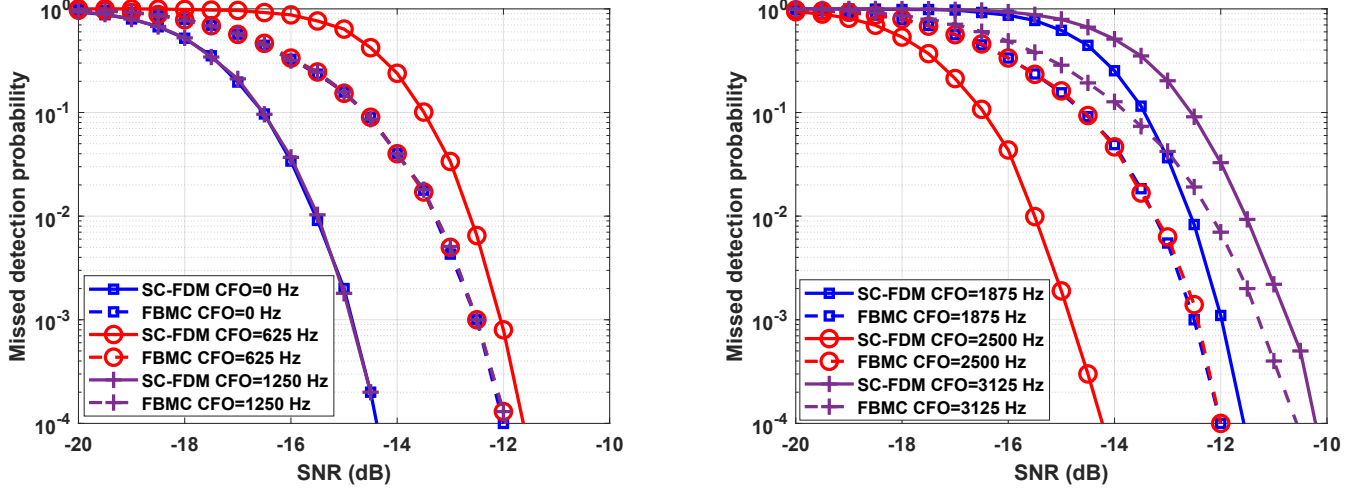 Missed detection probability
10^0
10^-1
10^-2
10^-3
10^-4
SC-FDM CFO=0 Hz
FBMC CFO=0 Hz
SC-FDM CFO=625 Hz
FBMC CFO=625 Hz
SC-FDM CFO=1250 Hz
FBMC CFO=1250 Hz
-20 -18 -16 -14 -12 -10
SNR (dB)
Missed detection probability
10^0
10^-1
10^-2
10^-3
10^-4
SC-FDM CFO=1875 Hz
FBMC CFO=1875 Hz
SC-FDM CFO=2500 Hz
FBMC CFO=2500 Hz
SC-FDM CFO=3125 Hz
FBMC CFO=3125 Hz
-20 -18 -16 -14 -12 -10
SNR (dB)